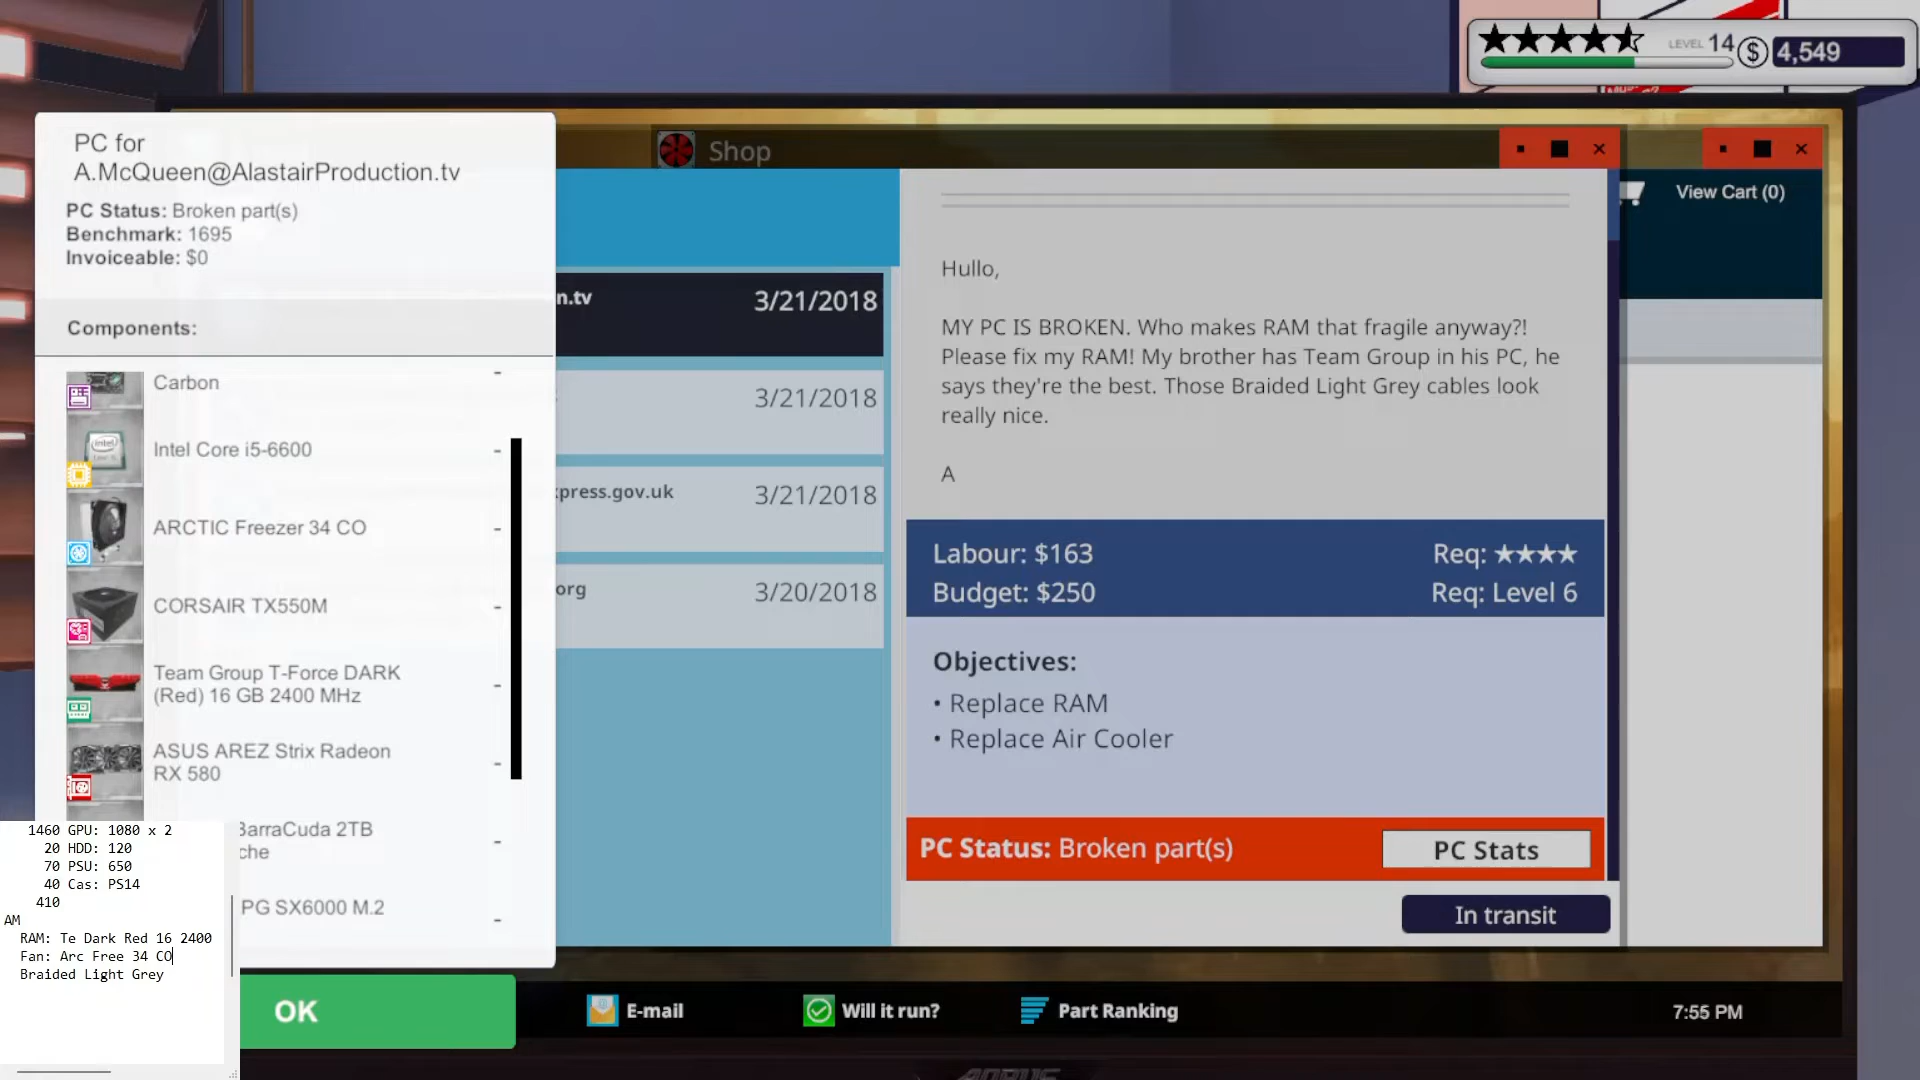 LEVEL 14
$ 4,549
PC for
A.McQueen@AlastairProduction.tv
PC Status: Broken part(s)
Benchmark: 1695
Invoiceable: $0
Components:
Carbon -
intel
Intel Core i5-6600 -
ARCTIC Freezer 34 CO -
CORSAIR TX550M -
Team Group T-Force DARK
(Red) 16 GB 2400 MHz -
ASUS AREZ Strix Radeon
RX 580 -
BarraCuda 2TB
che -
PG SX6000 M.2 -
OK
1460 GPU: 1080 x 2
20 HDD: 120
70 PSU: 650
40 Cas: PS14
410
AM
RAM: Te Dark Red 16 2400
Fan: Arc Free 34 CO
Braided Light Grey
Shop
View Cart (0)
n.tv 3/21/2018
3/21/2018
xpress.gov.uk 3/21/2018
org 3/20/2018
Hullo,
MY PC IS BROKEN. Who makes RAM that fragile anyway?!
Please fix my RAM! My brother has Team Group in his PC, he
says they're the best. Those Braided Light Grey cables look
really nice.
A
Labour: $163 Req: ★★★★
Budget: $250 Req: Level 6
Objectives:
• Replace RAM
• Replace Air Cooler
PC Status: Broken part(s) PC Stats
In transit
E-mail
Will it run?
Part Ranking
7:55 PM